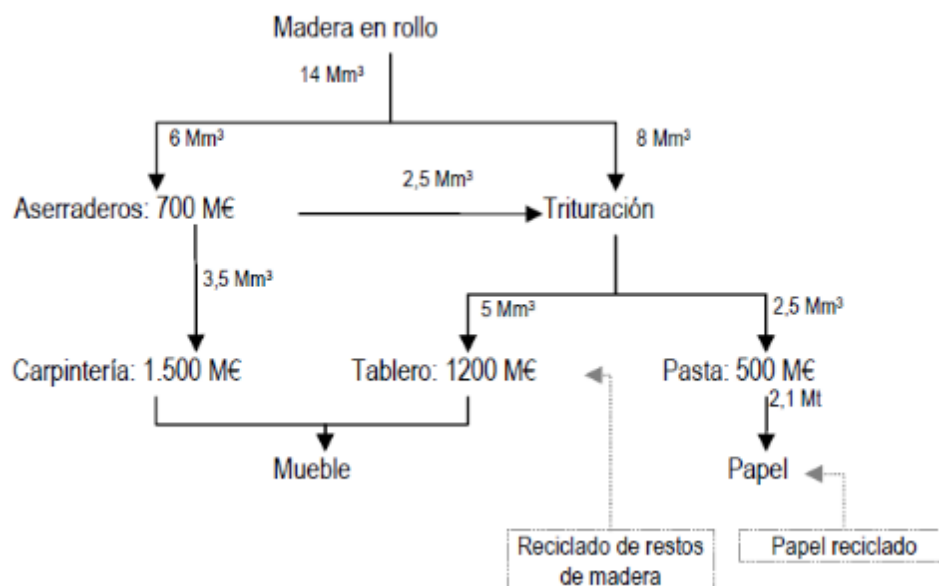 Madera en rollo
14 Mm³
6 Mm³
8 Mm³
2,5 Mm³
Aserraderos: 700 M€
Trituración
3,5 Mm³
5 Mm³
2,5 Mm³
Carpintería: 1.500 M€
Tablero: 1200 M€
Pasta: 500 M€
2,1 Mt
Mueble
Papel
Reciclado de restos
de madera
Papel reciclado